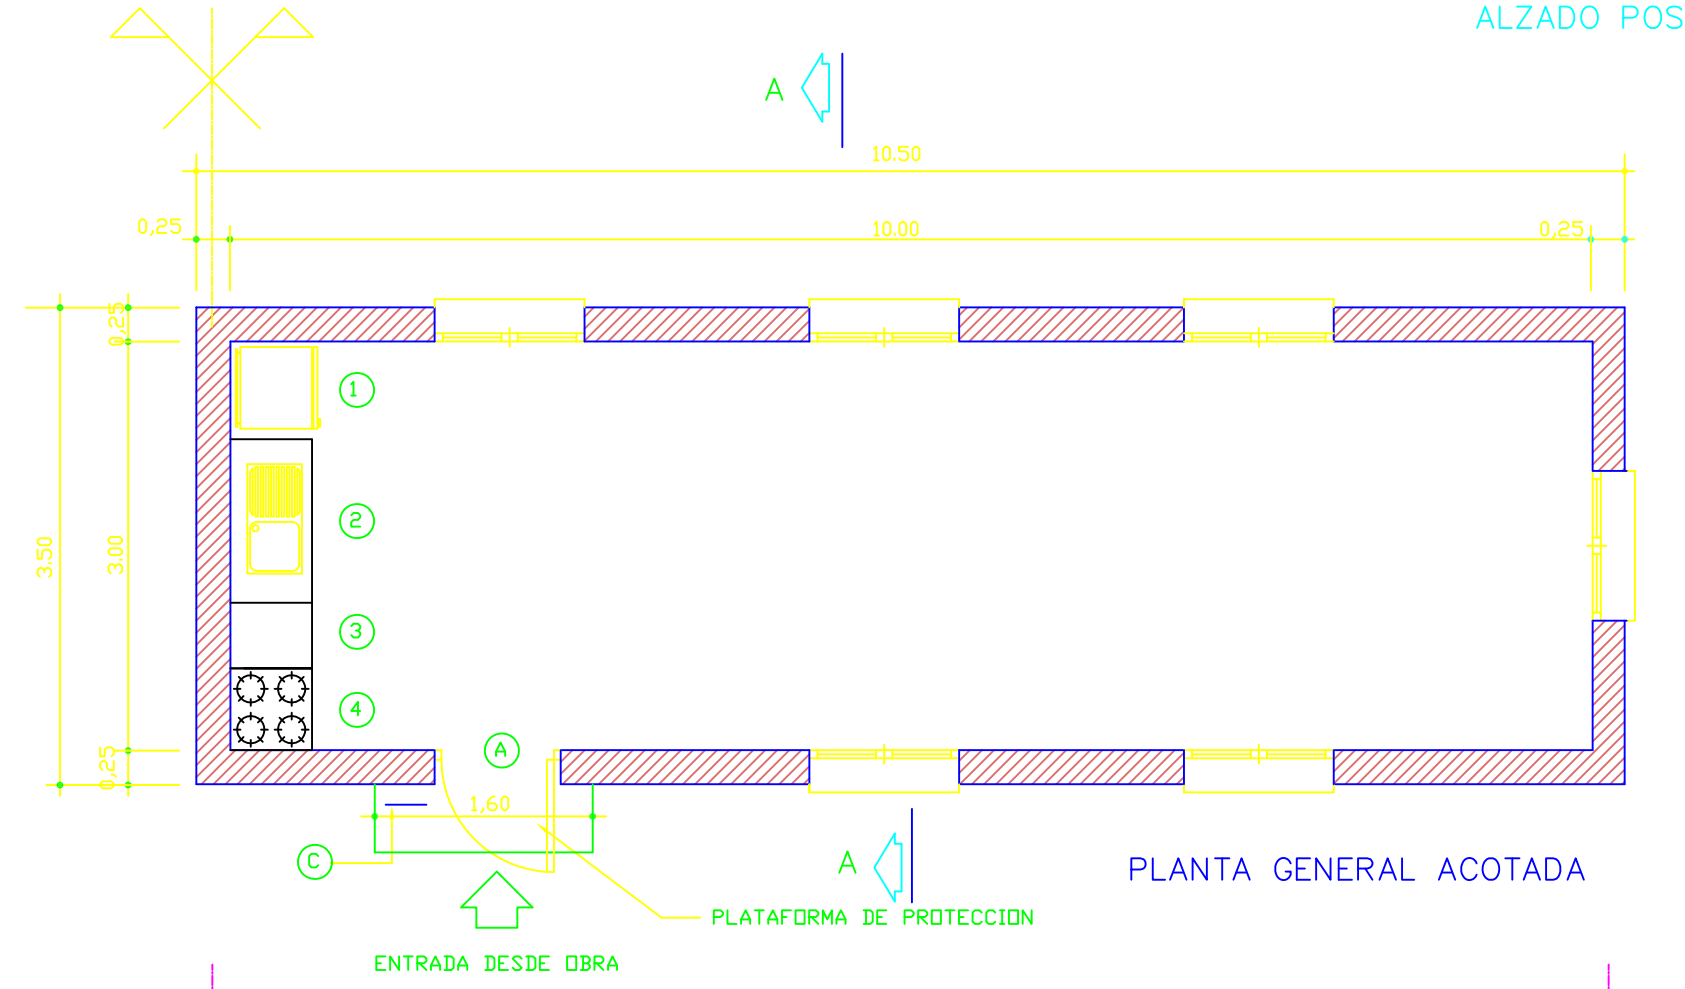 ALZADO POS
A
10.50
0,25
10.00
0,25
0,25
1
2
3.50
3.00
3
4
A
0,25
1,60
C
A
PLANTA GENERAL ACOTADA
PLATAFORMA DE PROTECCION
ENTRADA DESDE OBRA